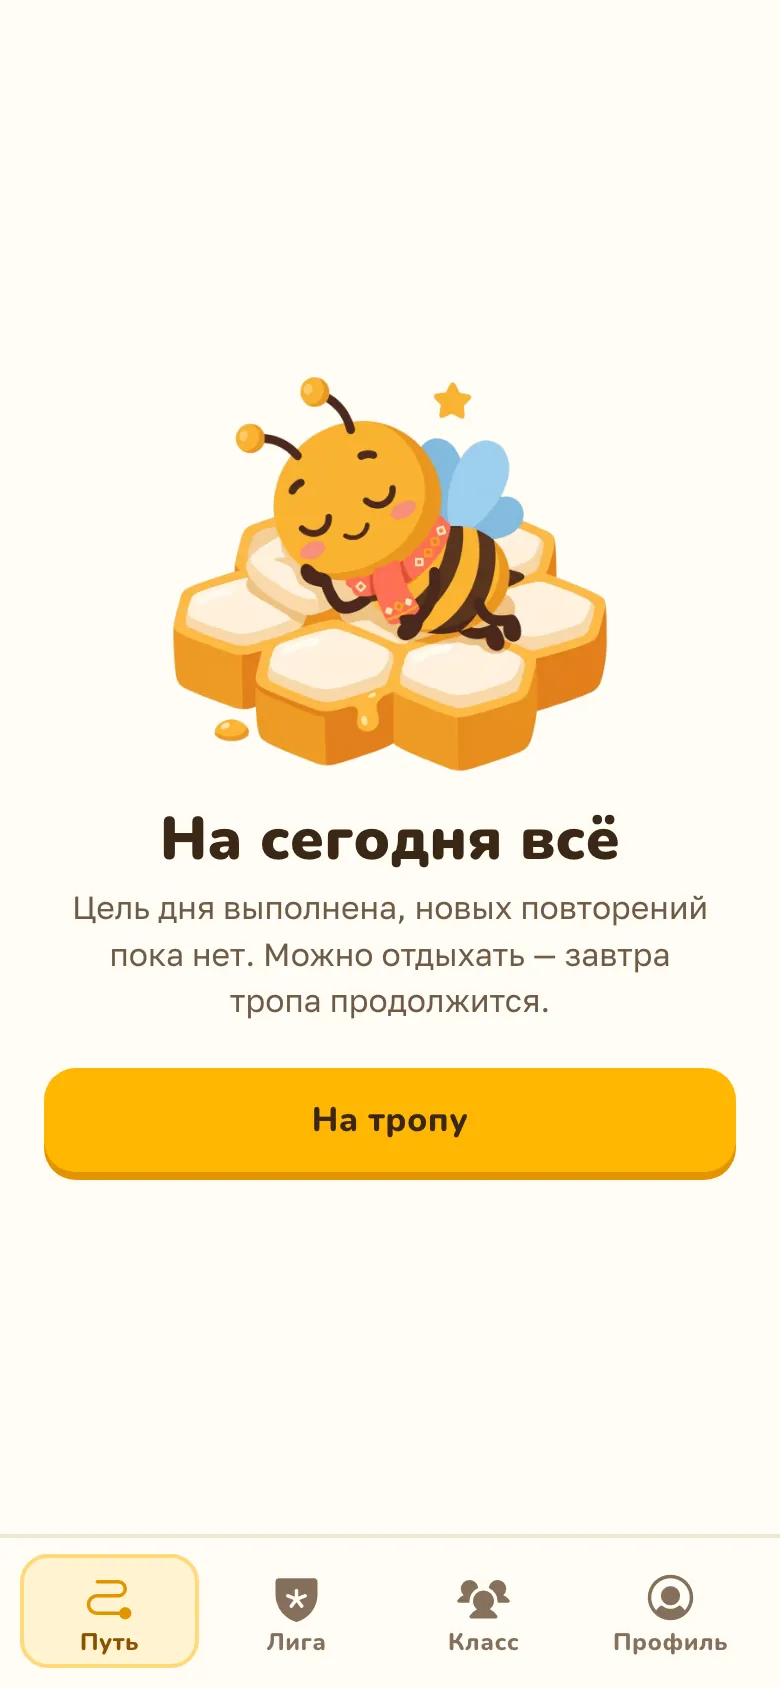 На сегодня всё
Цель дня выполнена, новых повторений
пока нет. Можно отдыхать — завтра
тропа продолжится.
На тропу
Путь
Лига
Класс
Профиль